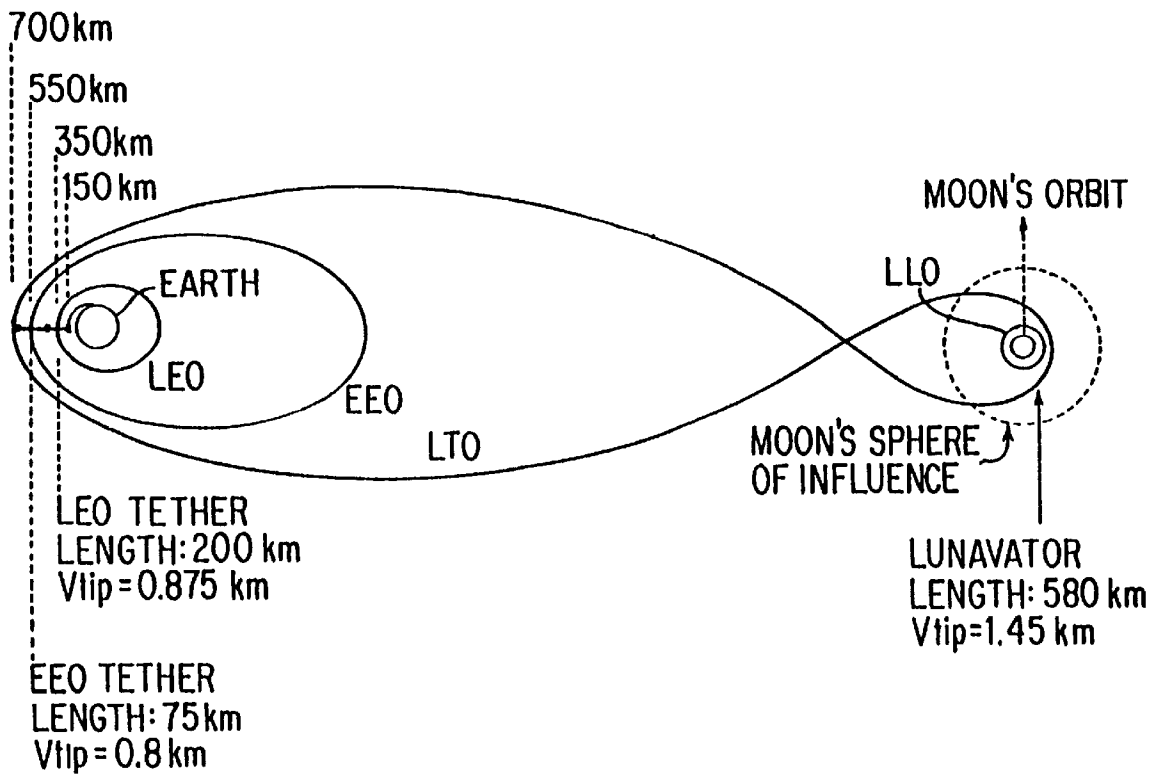 700km
550km
350km
150km
MOON'S ORBIT
LLO
EARTH
LEO
EEO
LTO
MOON'S SPHERE
OF INFLUENCE
LEO TETHER
LENGTH: 200 km
Vtip = 0.875 km
LUNAVATOR
LENGTH: 580 km
Vtip=1.45 km
EEO TETHER
LENGTH: 75km
Vtip = 0.8 km